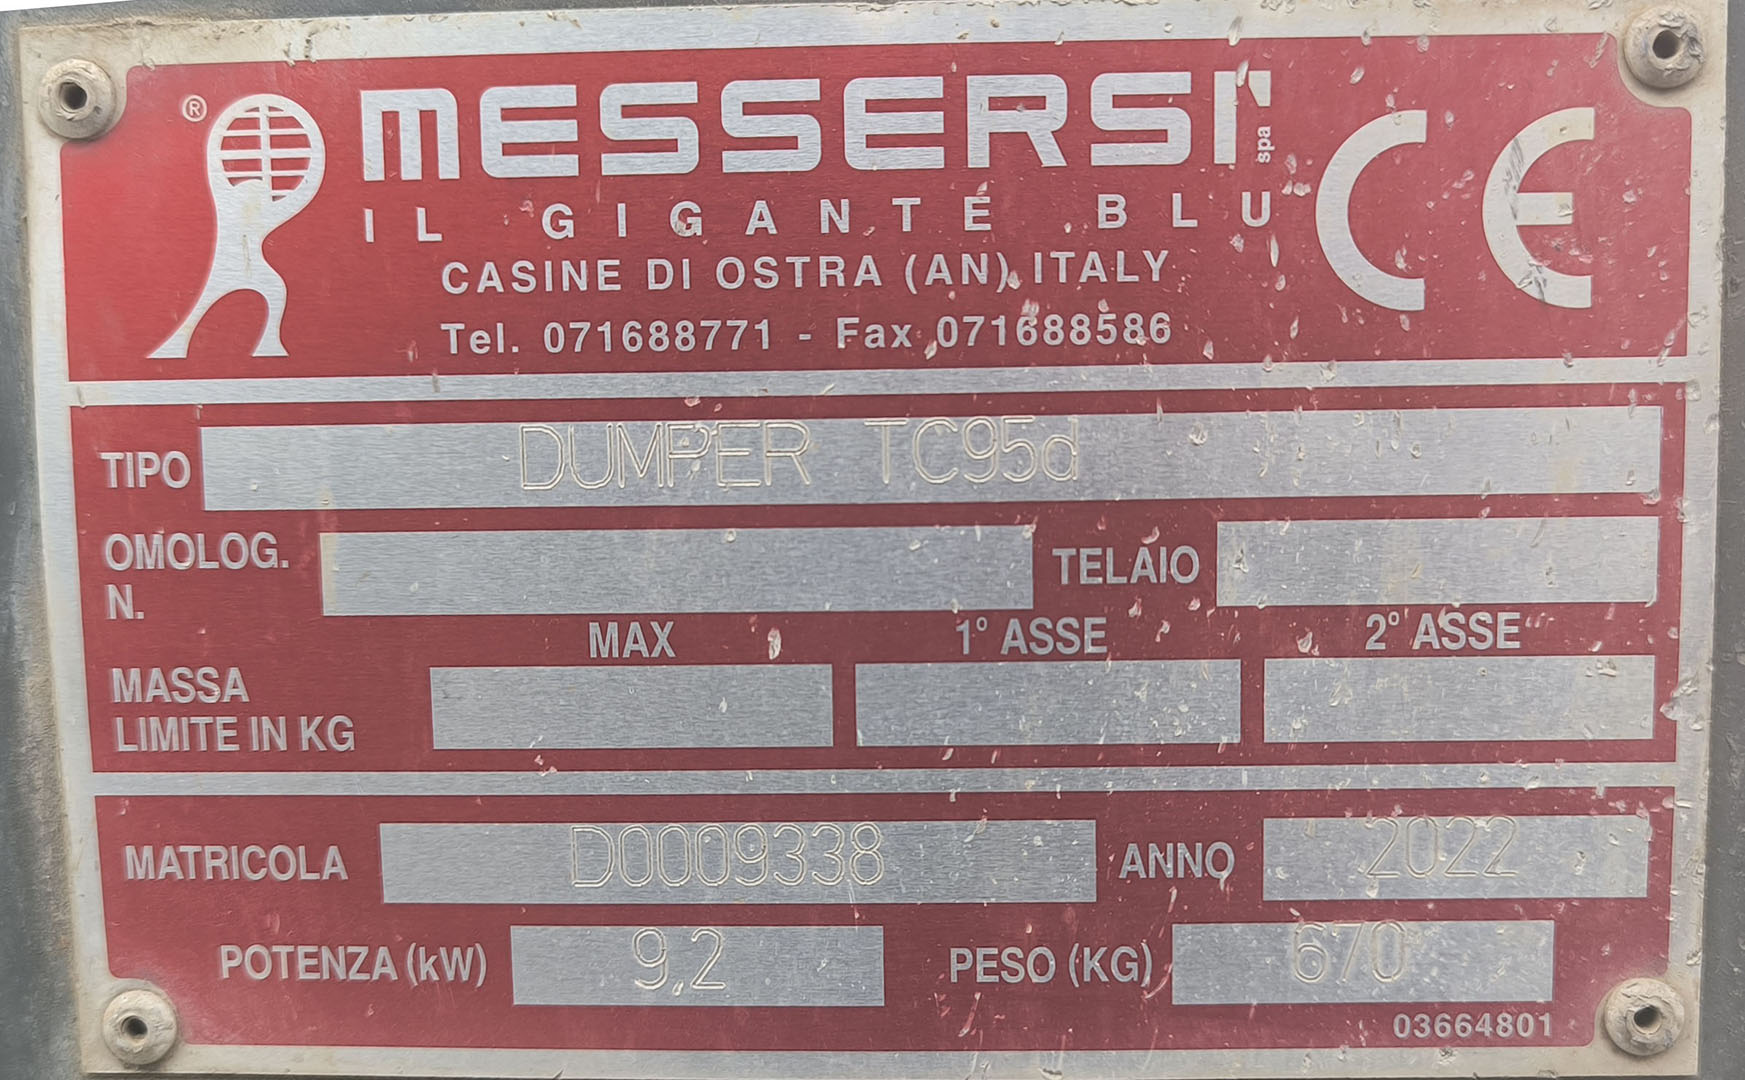 ®
MESSERSI' spa
IL GIGANTE BLU
CE
CASINE DI OSTRA (AN), ITALY
Tel. 071688771 - Fax 071688586
TIPO DUMPER TC95d
OMOLOG. N. TELAIO
MAX 1° ASSE 2° ASSE
MASSA
LIMITE IN KG
MATRICOLA D0009338 ANNO 2022
POTENZA (kW) 9,2 PESO (KG) 670
03664801